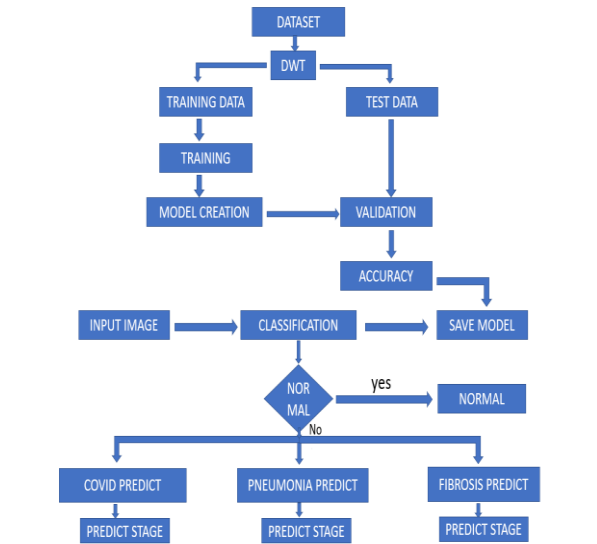 DATASET
DWT
TRAINING DATA
TEST DATA
TRAINING
MODEL CREATION
VALIDATION
ACCURACY
INPUT IMAGE
CLASSIFICATION
SAVE MODEL
NOR
MAL
yes
NORMAL
No
COVID PREDICT
PNEUMONIA PREDICT
FIBROSIS PREDICT
PREDICT STAGE
PREDICT STAGE
PREDICT STAGE